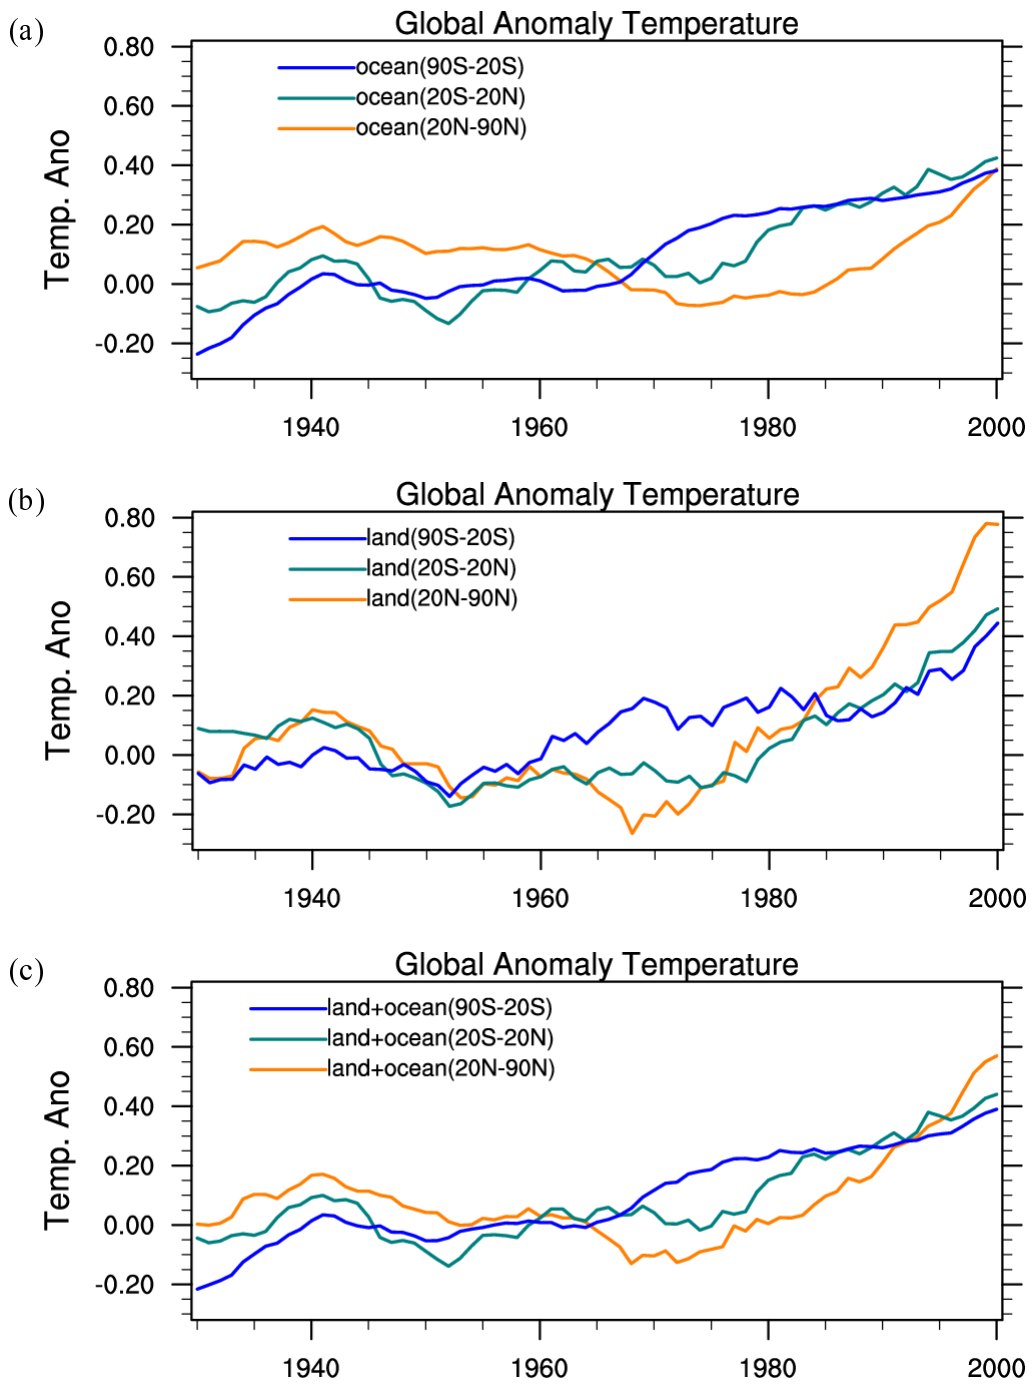 (a)
Global Anomaly Temperature
0.80
0.60
0.40
0.20
0.00
-0.20
Temp. Ano
ocean(90S-20S)
ocean(20S-20N)
ocean(20N-90N)
1940 1960 1980 2000
(b)
Global Anomaly Temperature
0.80
0.60
0.40
0.20
0.00
-0.20
Temp. Ano
land(90S-20S)
land(20S-20N)
land(20N-90N)
1940 1960 1980 2000
(c)
Global Anomaly Temperature
0.80
0.60
0.40
0.20
0.00
-0.20
Temp. Ano
land+ocean(90S-20S)
land+ocean(20S-20N)
land+ocean(20N-90N)
1940 1960 1980 2000